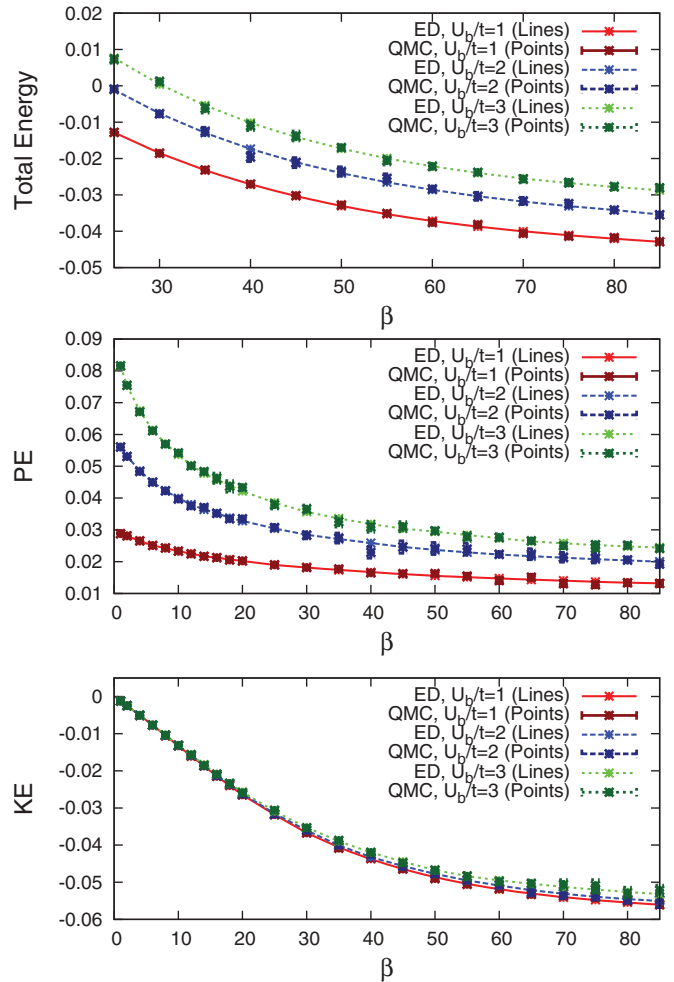 Total Energy
0.02
0.01
0
-0.01
-0.02
-0.03
-0.04
-0.05
ED, U_b/t=1 (Lines)
QMC, U_b/t=1 (Points)
ED, U_b/t=2 (Lines)
QMC, U_b/t=2 (Points)
ED, U_b/t=3 (Lines)
QMC, U_b/t=3 (Points)
30 40 50 60 70 80
β
PE
0.09
0.08
0.07
0.06
0.05
0.04
0.03
0.02
0.01
ED, U_b/t=1 (Lines)
QMC, U_b/t=1 (Points)
ED, U_b/t=2 (Lines)
QMC, U_b/t=2 (Points)
ED, U_b/t=3 (Lines)
QMC, U_b/t=3 (Points)
0 10 20 30 40 50 60 70 80
β
KE
0
-0.01
-0.02
-0.03
-0.04
-0.05
-0.06
ED, U_b/t=1 (Lines)
QMC, U_b/t=1 (Points)
ED, U_b/t=2 (Lines)
QMC, U_b/t=2 (Points)
ED, U_b/t=3 (Lines)
QMC, U_b/t=3 (Points)
0 10 20 30 40 50 60 70 80
β